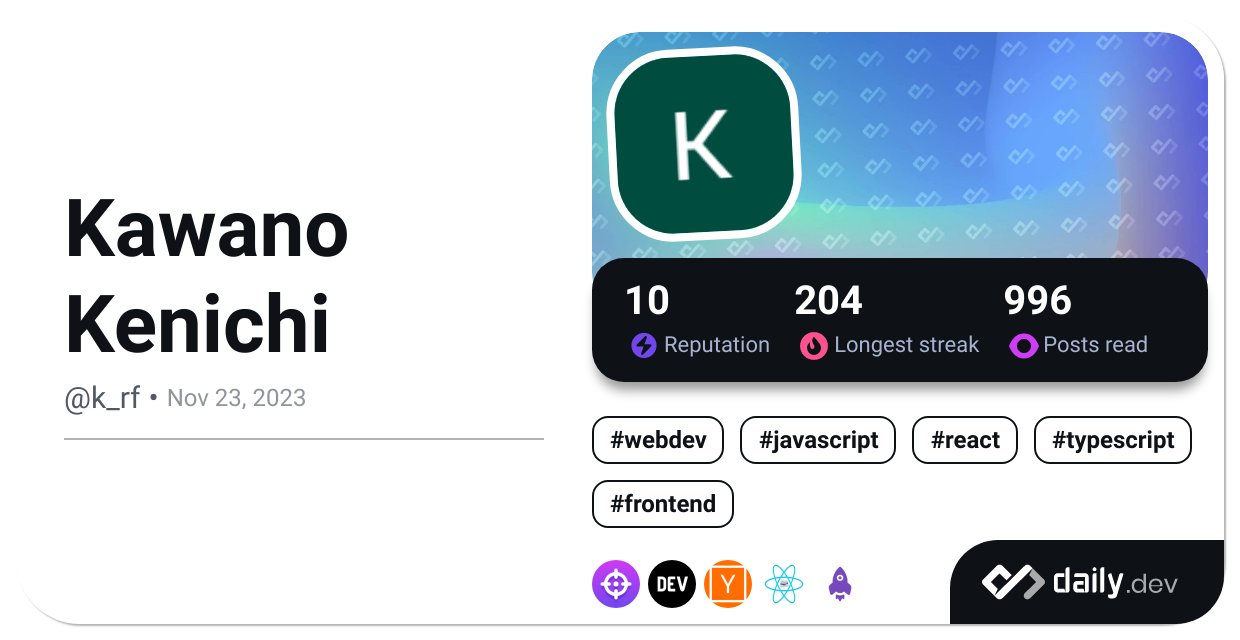 Kawano
Kenichi
@k_rf • Nov 23, 2023
K
10 204 996
Reputation Longest streak Posts read
#webdev #javascript #react #typescript
#frontend
DEV Y
daily.dev